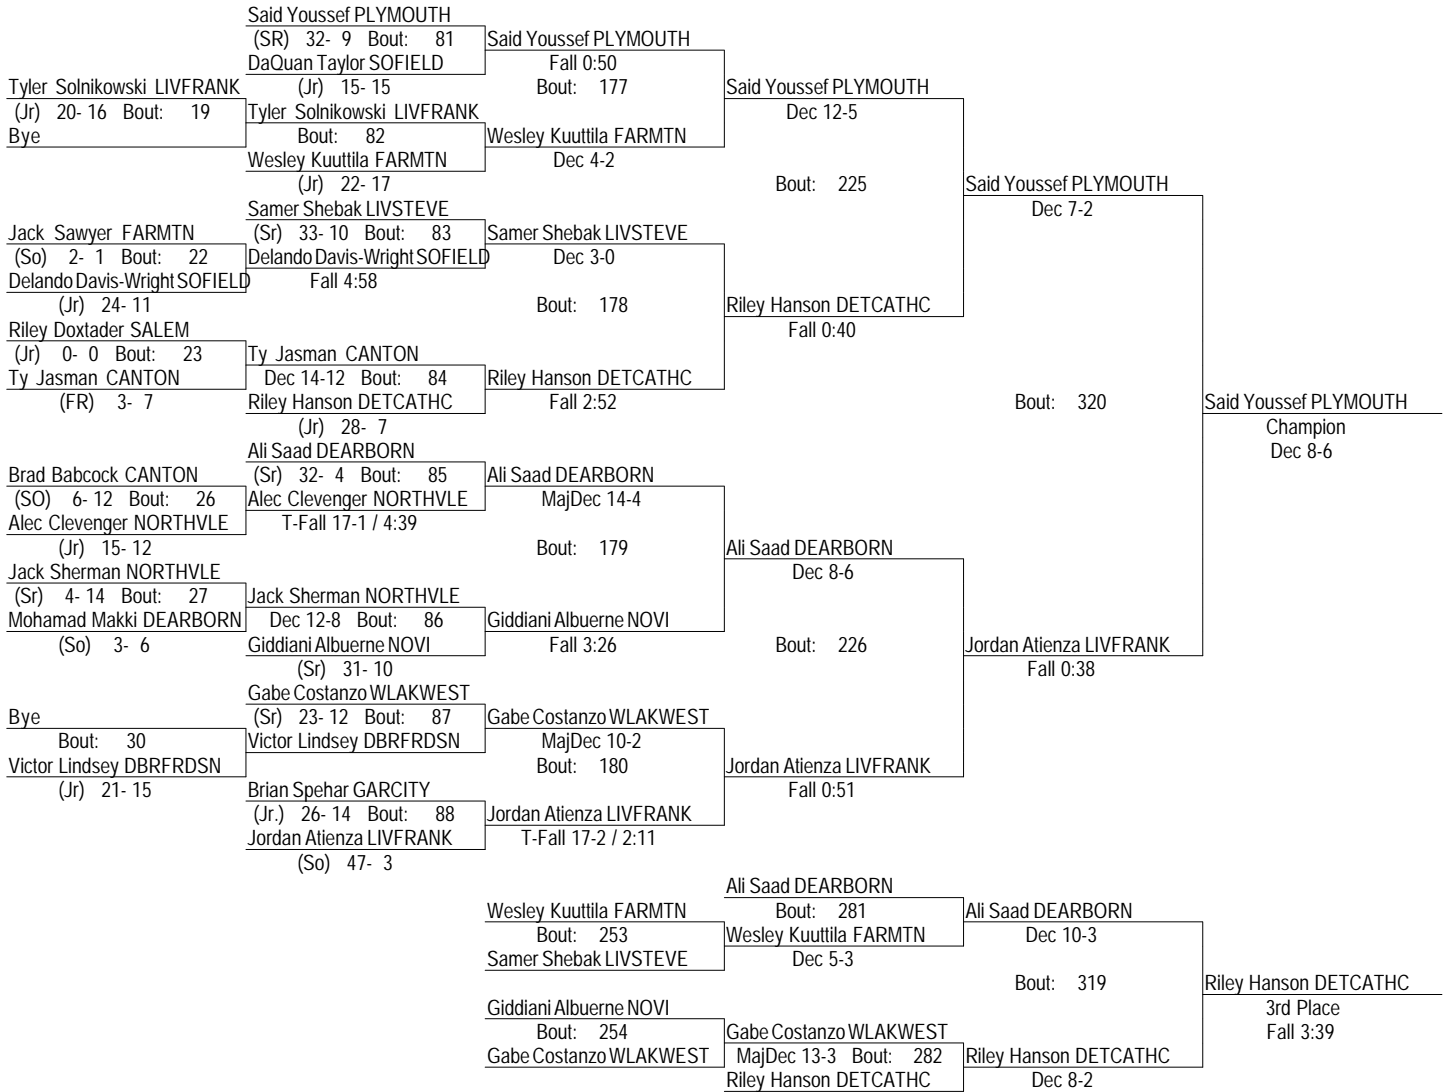 Said Youssef PLYMOUTH
(SR) 32- 9 Bout: 81 Said Youssef PLYMOUTH
DaQuan Taylor SOFIELD Fall 0:50
Tyler Solnikowski LIVFRANK (Jr) 15- 15 Bout: 177 Said Youssef PLYMOUTH
(Jr) 20- 16 Bout: 19 Tyler Solnikowski LIVFRANK Dec 12-5
Bye Bout: 82 Wesley Kuuttila FARMTN
Wesley Kuuttila FARMTN Dec 4-2
(Jr) 22- 17 Bout: 225 Said Youssef PLYMOUTH
Samer Shebak LIVSTEVE Dec 7-2
Jack Sawyer FARMTN (Sr) 33- 10 Bout: 83 Samer Shebak LIVSTEVE
(So) 2- 1 Bout: 22 Delando Davis-Wright SOFIELD Dec 3-0
Delando Davis-Wright SOFIELD Fall 4:58
(Jr) 24- 11 Bout: 178 Riley Hanson DETCATHC
Riley Doxtader SALEM Fall 0:40
(Jr) 0- 0 Bout: 23 Ty Jasman CANTON
Ty Jasman CANTON Dec 14-12 Bout: 84 Riley Hanson DETCATHC
(FR) 3- 7 Riley Hanson DETCATHC Fall 2:52 Bout: 320 Said Youssef PLYMOUTH
(Jr) 28- 7 Champion
Ali Saad DEARBORN Dec 8-6
Brad Babcock CANTON (Sr) 32- 4 Bout: 85 Ali Saad DEARBORN
(SO) 6- 12 Bout: 26 Alec Clevenger NORTHVLE MajDec 14-4
Alec Clevenger NORTHVLE T-Fall 17-1 / 4:39
(Jr) 15- 12 Bout: 179 Ali Saad DEARBORN
Jack Sherman NORTHVLE Dec 8-6
(Sr) 4- 14 Bout: 27 Jack Sherman NORTHVLE
Mohamad Makki DEARBORN Dec 12-8 Bout: 86 Giddiani Albuerne NOVI
(So) 3- 6 Giddiani Albuerne NOVI Fall 3:26 Bout: 226 Jordan Atienza LIVFRANK
(Sr) 31- 10 Fall 0:38
Gabe Costanzo WLAKWEST
Bye (Sr) 23- 12 Bout: 87 Gabe Costanzo WLAKWEST
Bout: 30 Victor Lindsey DBRFRDSN MajDec 10-2
Victor Lindsey DBRFRDSN Bout: 180 Jordan Atienza LIVFRANK
(Jr) 21- 15 Brian Spehar GARCITY Fall 0:51
(Jr.) 26- 14 Bout: 88 Jordan Atienza LIVFRANK
Jordan Atienza LIVFRANK T-Fall 17-2 / 2:11
(So) 47- 3
Ali Saad DEARBORN
Wesley Kuuttila FARMTN Bout: 281 Ali Saad DEARBORN
Bout: 253 Wesley Kuuttila FARMTN Dec 10-3
Samer Shebak LIVSTEVE Dec 5-3
Bout: 319 Riley Hanson DETCATHC
Giddiani Albuerne NOVI 3rd Place
Bout: 254 Gabe Costanzo WLAKWEST Fall 3:39
Gabe Costanzo WLAKWEST MajDec 13-3 Bout: 282 Riley Hanson DETCATHC
Riley Hanson DETCATHC Dec 8-2